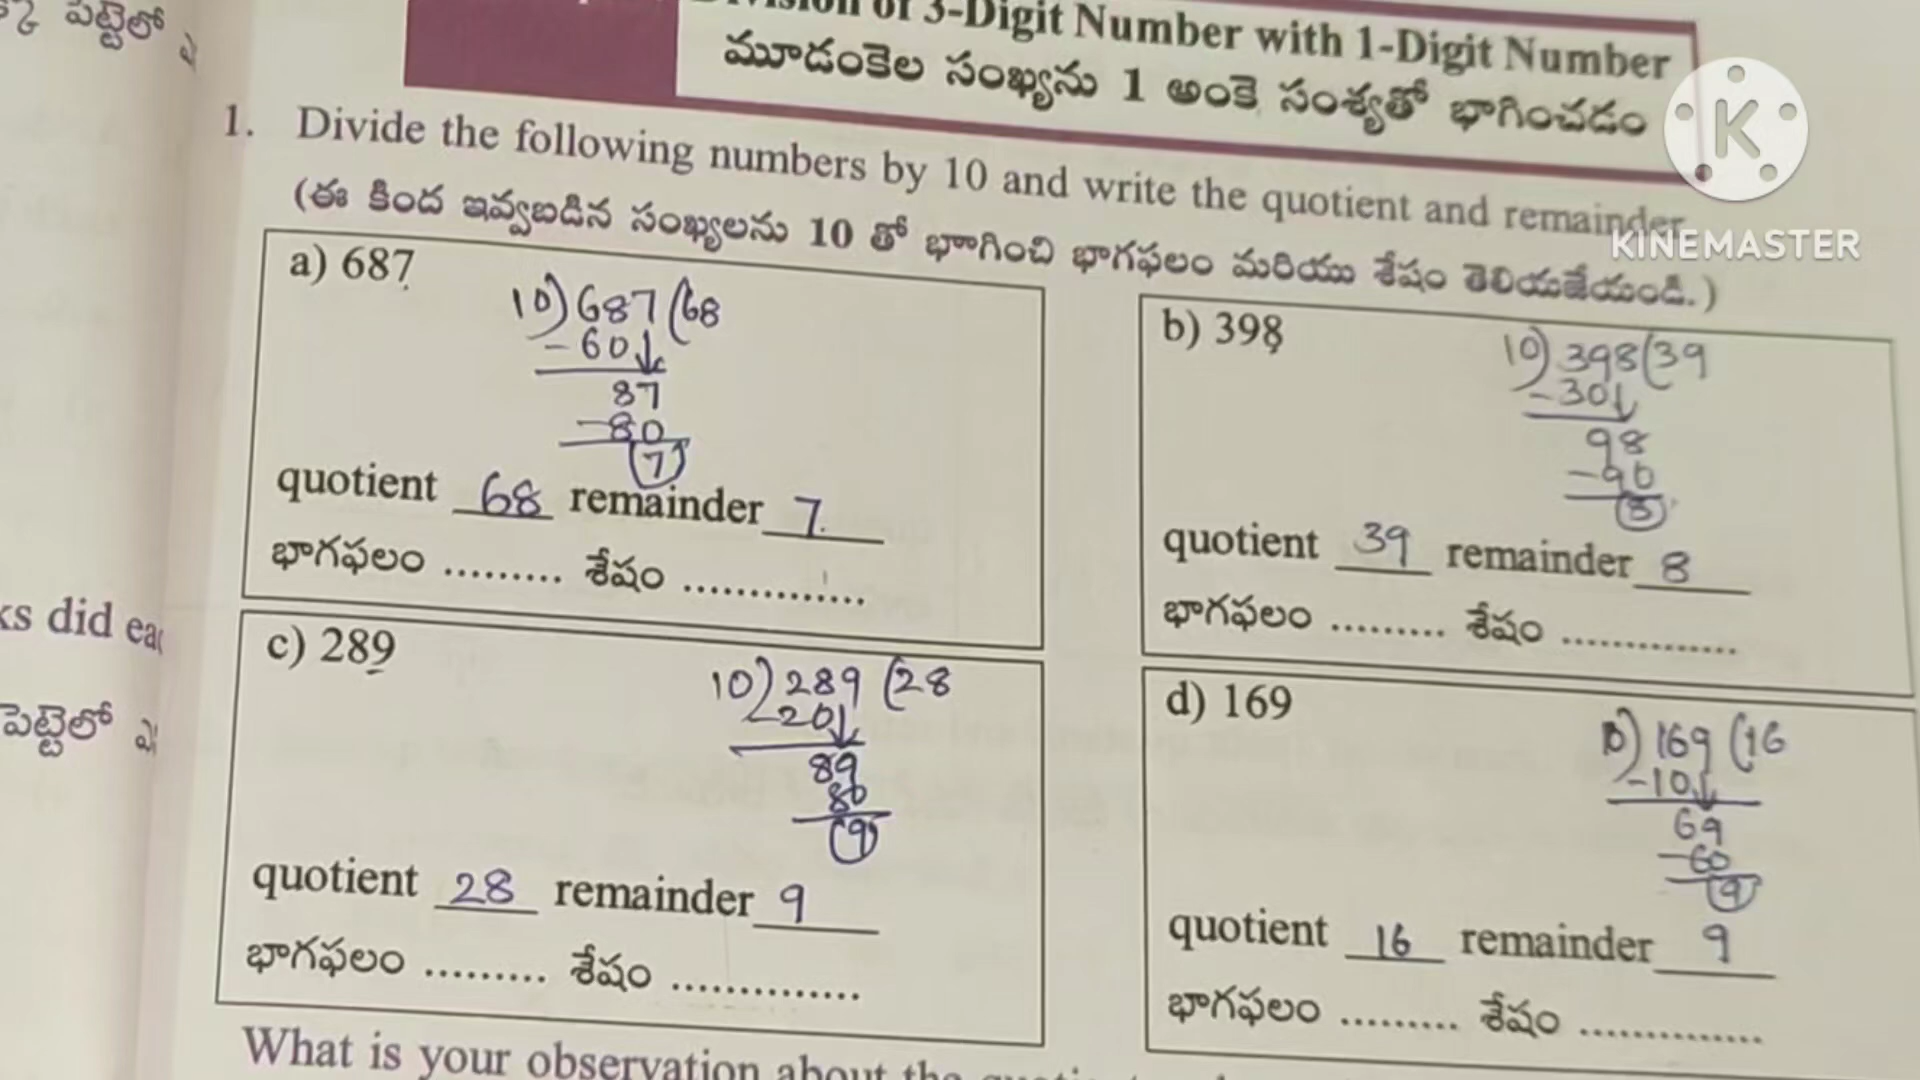 పెట్టెలో
of 3-Digit Number with 1-Digit Number
మూడంకెల సంఖ్యను 1 అంకె సంఖ్యతో భాగించడం
KINEMASTER
1. Divide the following numbers by 10 and write the quotient and remainder
(ఈ కింద ఇవ్వబడిన సంఖ్యలను 10 తో భాగించి భాగఫలం మరియు శేషం తెలియజేయండి.)
a) 687
10) 687 (68
- 60↓
87
- 80
7
quotient 68 remainder 7
భాగఫలం ......... శేషం ..............
b) 398
10) 398 (39
- 30↓
98
- 90
8
quotient 39 remainder 8
భాగఫలం ......... శేషం ..............
ks did
పెట్టెలో
c) 289
10) 289 (28
20↓
89
80
9
quotient 28 remainder 9
భాగఫలం ......... శేషం ..............
d) 169
10) 169 (16
- 10↓
69
- 60
9
quotient 16 remainder 9
భాగఫలం ......... శేషం ..............
What is your observation about the